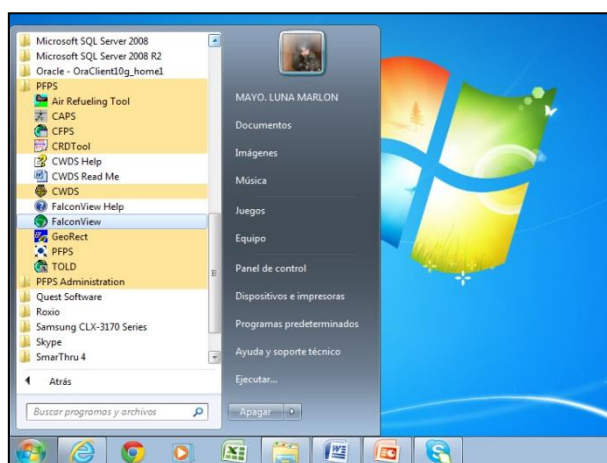 Microsoft SQL Server 2008
Microsoft SQL Server 2008 R2
Oracle - OraClient10g_home1
PFPS
Air Refueling Tool
CAPS
CFPS
CRDTool
CWDS Help
CWDS Read Me
CWDS
FalconView Help
FalconView
GeoRect
PFPS
TOLD
PFPS Administration
Quest Software
Roxio
Samsung CLX-3170 Series
Skype
SmarThru 4
Atrás
Buscar programas y archivos
MAYO. LUNA MARLON
Documentos
Imágenes
Música
Juegos
Equipo
Panel de control
Dispositivos e impresoras
Programas predeterminados
Ayuda y soporte técnico
Ejecutar...
Apagar